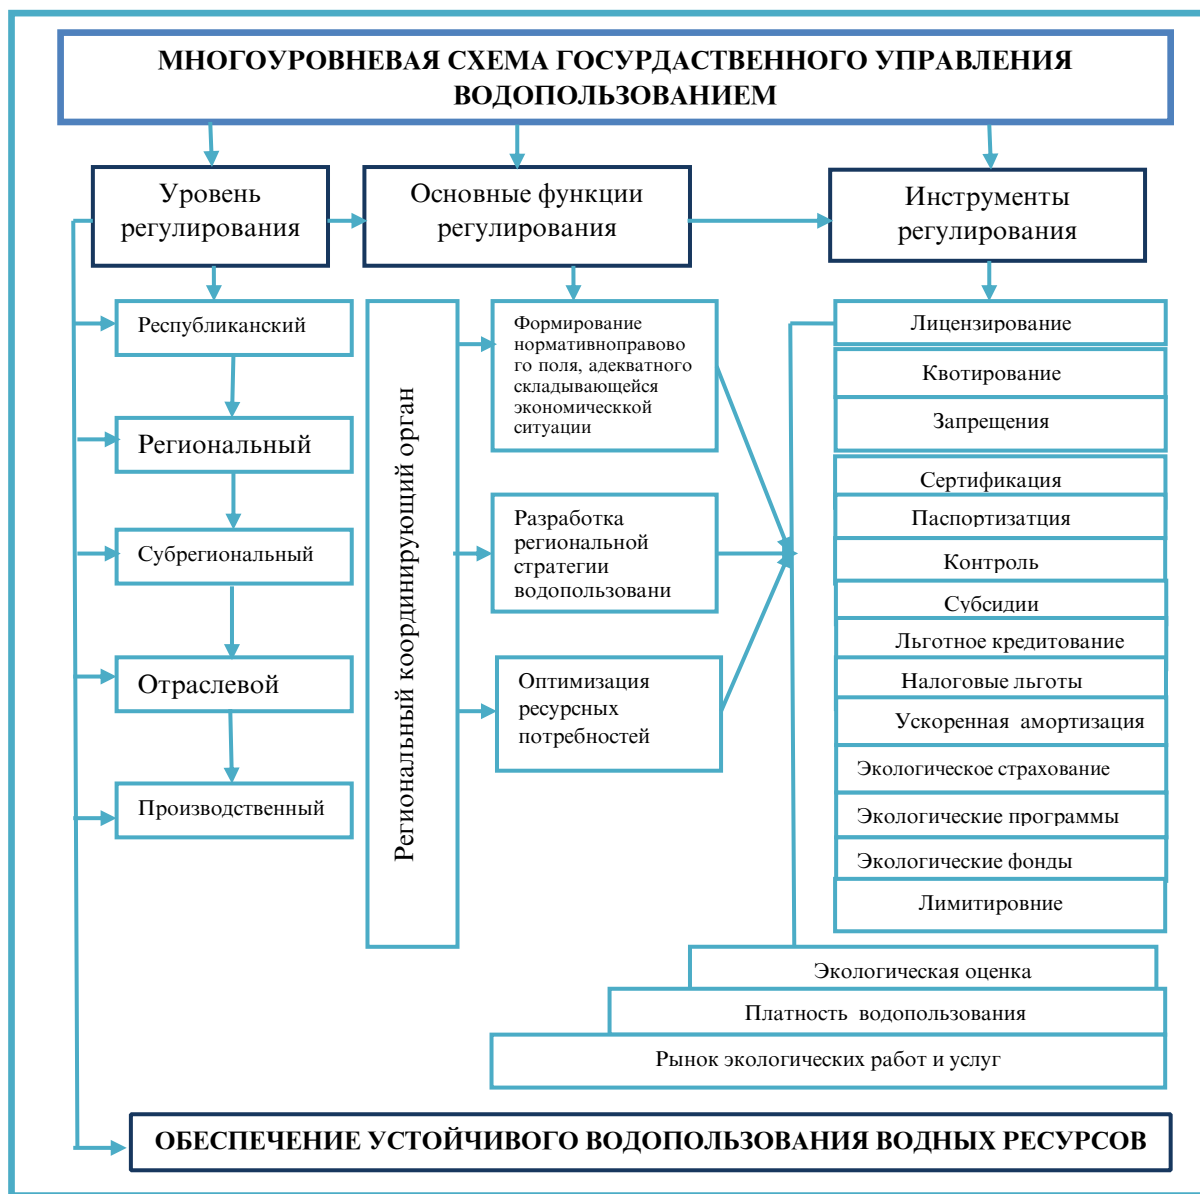 МНОГОУРОВНЕВАЯ СХЕМА ГОСУРДАСТВЕННОГО УПРАВЛЕНИЯ
ВОДОПОЛЬЗОВАНИЕМ
Уровень
регулирования
Основные функции
регулирования
Инструменты
регулирования
Республиканский
Региональный
Субрегиональный
Отраслевой
Производственный
Региональный координирующий орган
Формирование
нормативноправово
го поля, адекватного
складывающейся
экономическкой
ситуации
Разработка
региональной
стратегии
водопользовани
Оптимизация
ресурсных
потребностей
Лицензирование
Квотирование
Запрещения
Сертификация
Паспортизатция
Контроль
Субсидии
Льготное кредитование
Налоговые льготы
Ускоренная амортизация
Экологическое страхование
Экологические программы
Экологические фонды
Лимитировние
Экологическая оценка
Платность водопользования
Рынок экологических работ и услуг
ОБЕСПЕЧЕНИЕ УСТОЙЧИВОГО ВОДОПОЛЬЗОВАНИЯ ВОДНЫХ РЕСУРСОВ